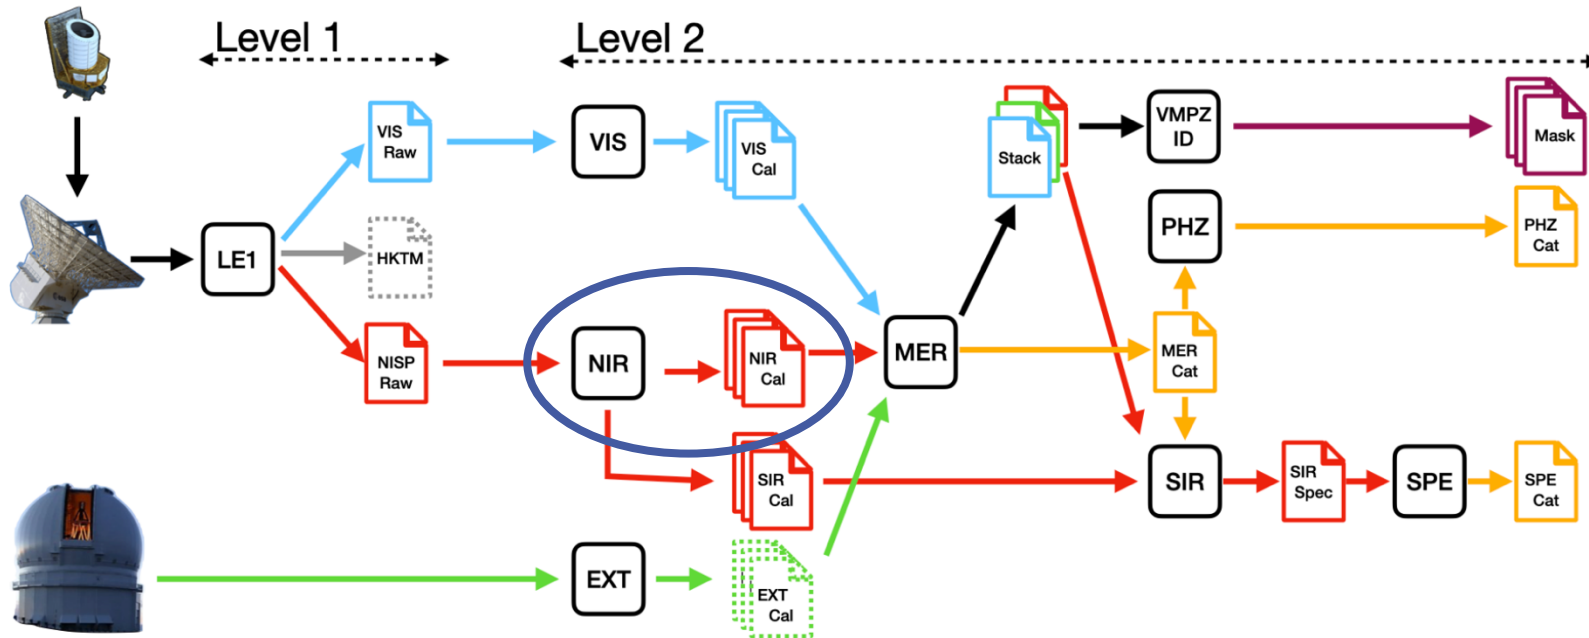 Level 1
Level 2
VIS
Raw
VIS
VIS
Cal
Stack
VMPZ
ID
Mask
LE1
HKTM
PHZ
PHZ
Cat
NISP
Raw
NIR
NIR
Cal
MER
MER
Cat
SIR
Cal
SIR
SIR
Spec
SPE
SPE
Cat
EXT
EXT
Cal